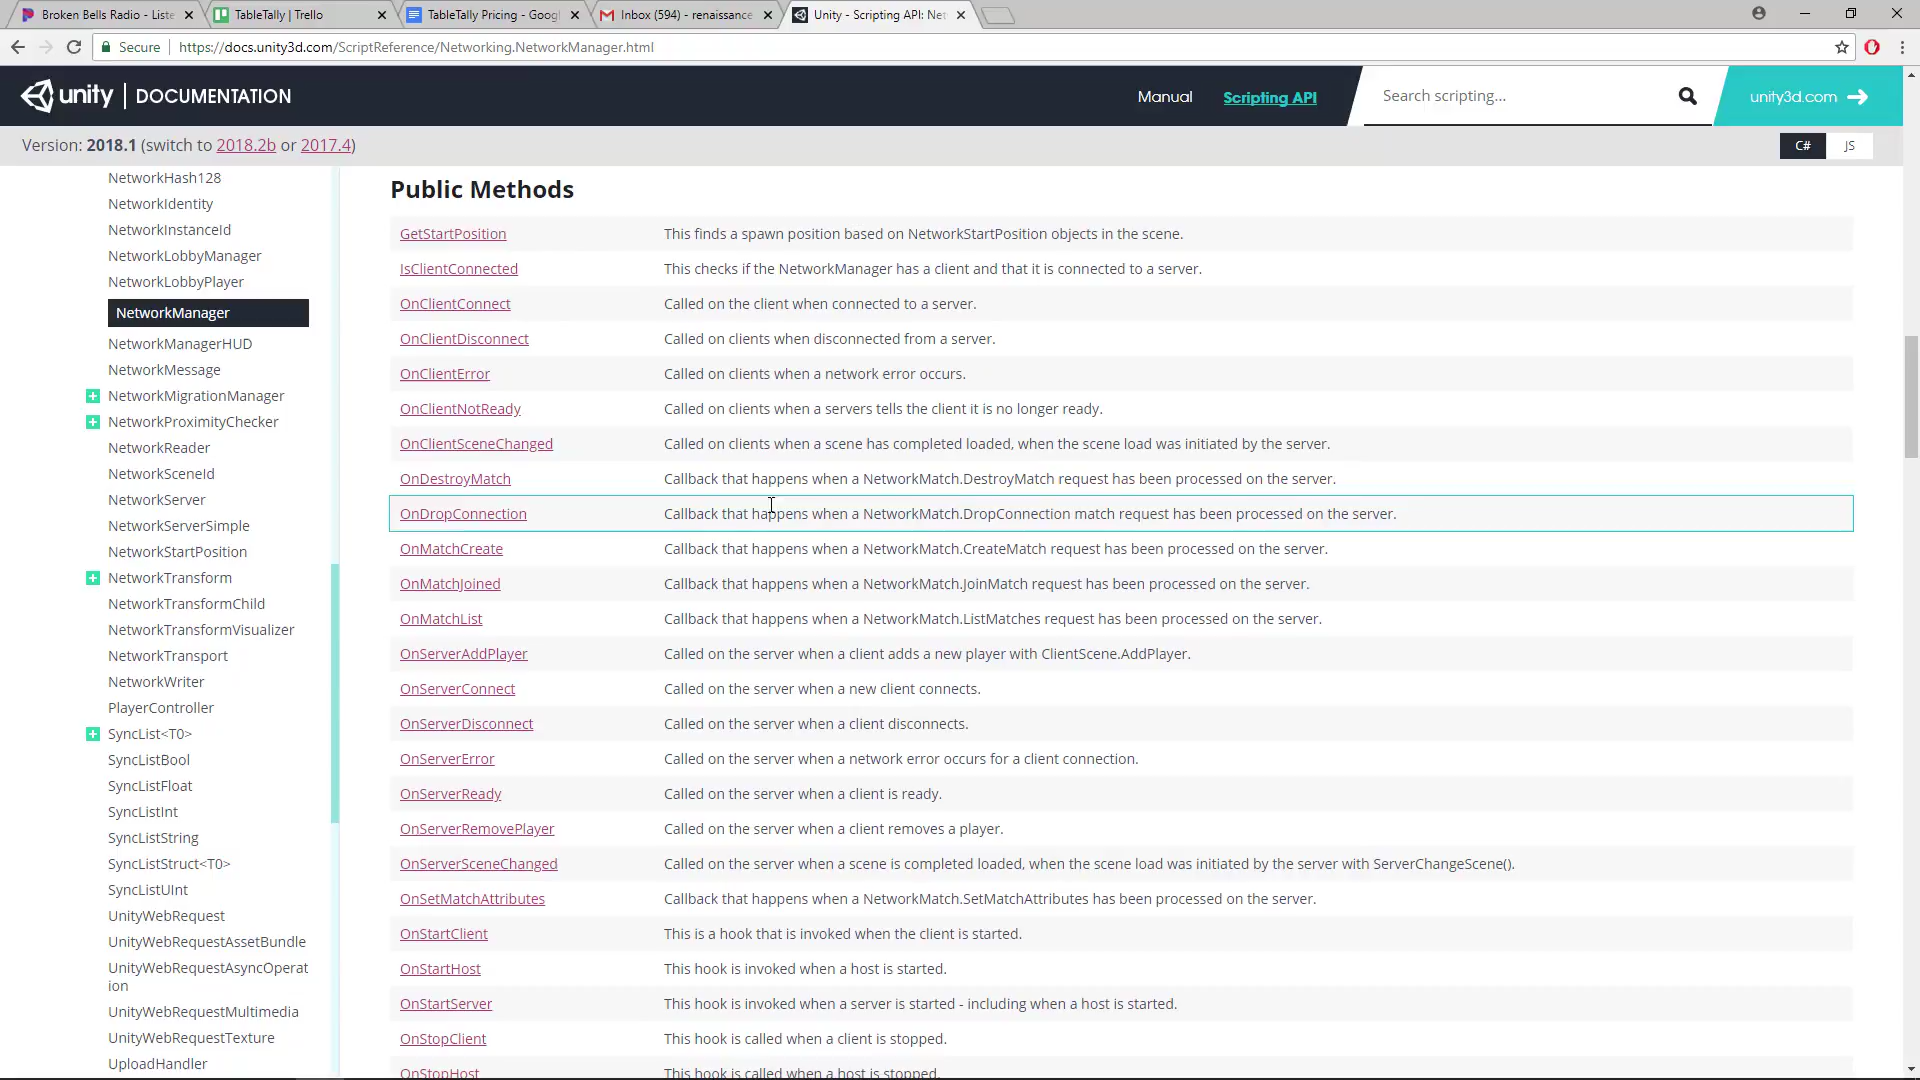 Broken Bells Radio - Liste
TableTally | Trello
TableTally Pricing - Goog
Inbox (594) - renaissance
Unity - Scripting API: Net
Secure
https://docs.unity3d.com/ScriptReference/Networking.NetworkManager.html
unity | DOCUMENTATION
Manual
Scripting API
Search scripting...
unity3d.com
Version: 2018.1 (switch to 2018.2b or 2017.4)
C#
JS
NetworkHash128
NetworkIdentity
NetworkInstanceId
NetworkLobbyManager
NetworkLobbyPlayer
NetworkManager
NetworkManagerHUD
NetworkMessage
NetworkMigrationManager
NetworkProximityChecker
NetworkReader
NetworkSceneId
NetworkServer
NetworkServerSimple
NetworkStartPosition
NetworkTransform
NetworkTransformChild
NetworkTransformVisualizer
NetworkTransport
NetworkWriter
PlayerController
SyncList<T0>
SyncListBool
SyncListFloat
SyncListInt
SyncListString
SyncListStruct<T0>
SyncListUInt
UnityWebRequest
UnityWebRequestAssetBundle
UnityWebRequestAsyncOperat
ion
UnityWebRequestMultimedia
UnityWebRequestTexture
UploadHandler
Public Methods
GetStartPosition This finds a spawn position based on NetworkStartPosition objects in the scene.
IsClientConnected This checks if the NetworkManager has a client and that it is connected to a server.
OnClientConnect Called on the client when connected to a server.
OnClientDisconnect Called on clients when disconnected from a server.
OnClientError Called on clients when a network error occurs.
OnClientNotReady Called on clients when a servers tells the client it is no longer ready.
OnClientSceneChanged Called on clients when a scene has completed loaded, when the scene load was initiated by the server.
OnDestroyMatch Callback that happens when a NetworkMatch.DestroyMatch request has been processed on the server.
OnDropConnection Callback that happens when a NetworkMatch.DropConnection match request has been processed on the server.
OnMatchCreate Callback that happens when a NetworkMatch.CreateMatch request has been processed on the server.
OnMatchJoined Callback that happens when a NetworkMatch.JoinMatch request has been processed on the server.
OnMatchList Callback that happens when a NetworkMatch.ListMatches request has been processed on the server.
OnServerAddPlayer Called on the server when a client adds a new player with ClientScene.AddPlayer.
OnServerConnect Called on the server when a new client connects.
OnServerDisconnect Called on the server when a client disconnects.
OnServerError Called on the server when a network error occurs for a client connection.
OnServerReady Called on the server when a client is ready.
OnServerRemovePlayer Called on the server when a client removes a player.
OnServerSceneChanged Called on the server when a scene is completed loaded, when the scene load was initiated by the server with ServerChangeScene().
OnSetMatchAttributes Callback that happens when a NetworkMatch.SetMatchAttributes has been processed on the server.
OnStartClient This is a hook that is invoked when the client is started.
OnStartHost This hook is invoked when a host is started.
OnStartServer This hook is invoked when a server is started - including when a host is started.
OnStopClient This hook is called when a client is stopped.
OnStopHost This hook is called when a host is stopped.